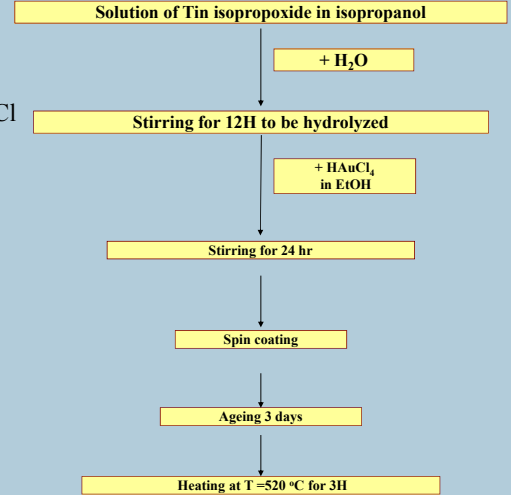 Solution of Tin isopropoxide in isopropanol
+ H₂O
Cl
Stirring for 12H to be hydrolyzed
+ HAuCl₄
in EtOH
Stirring for 24 hr
Spin coating
Ageing 3 days
Heating at T =520 °C for 3H